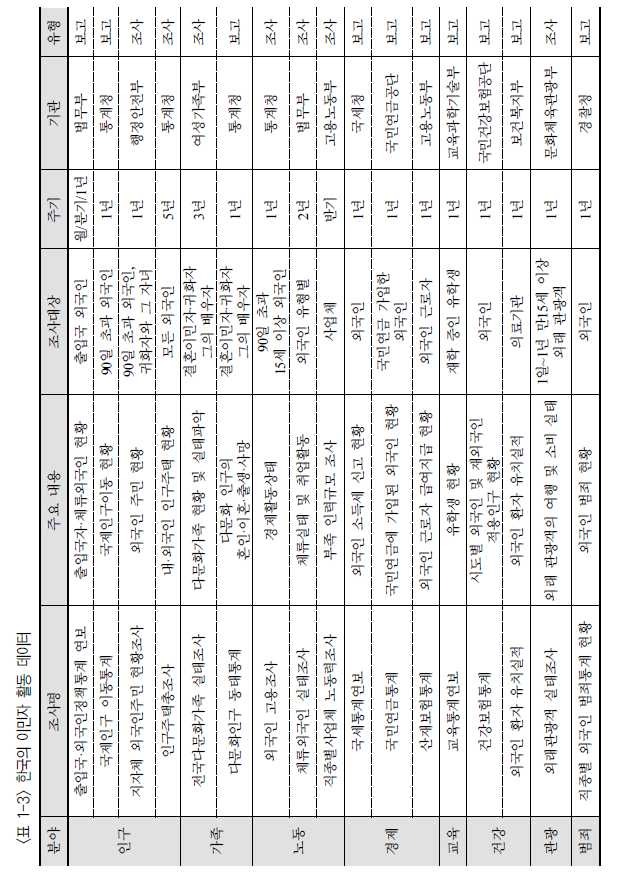 〈표 1-3〉 한국의 이민자 활동 데이터
분야 조사명 주요 내용 조사대상 주기 기관 유형
인구 출입국·외국인정책통계 연보 출입국자·체류외국인 현황 출입국 외국인 월/분기/1년 법무부 보고
국제인구 이동통계 국제인구이동 현황 90일 초과 외국인 1년 통계청 보고
지자체 외국인주민 현황조사 외국인 주민 현황 90일 초과 외국인,
귀화자와 그 자녀 1년 행정안전부 조사
인구주택총조사 내·외국인 인구주택 현황 모든 외국인 5년 통계청 조사
가족 전국다문화가족 실태조사 다문화가족 현황 및 실태파악 결혼이민자·귀화자
그의 배우자 3년 여성가족부 조사
다문화인구 동태통계 다문화 인구의
혼인·이혼·출생·사망 결혼이민자·귀화자
그의 배우자 1년 통계청 보고
노동 외국인 고용조사 경제활동상태 90일 초과
15세 이상 외국인 1년 통계청 조사
체류외국인 실태조사 체류실태 및 취업활동 외국인 유형별 2년 법무부 조사
직종별사업체 노동력조사 부족 인력규모 조사 사업체 반기 고용노동부 조사
경제 국세통계연보 외국인 소득세 신고 현황 외국인 1년 국세청 보고
국민연금통계 국민연금에 가입된 외국인 현황 국민연금 가입한
외국인 1년 국민연금공단 보고
산재보험통계 외국인 근로자 급여지급 현황 외국인 근로자 1년 고용노동부 보고
교육 교육통계연보 유학생 현황 재학 중인 유학생 1년 교육과학기술부 보고
건강 건강보험통계 시도별 외국인 및 재외국인
적용인구 현황 외국인 1년 국민건강보험공단 보고
외국인 환자 유치실적 외국인 환자 유치실적 의료기관 1년 보건복지부 보고
관광 외래관광객 실태조사 외래 관광객의 여행 및 소비 실태 1일~1년 만15세 이상
외래 관광객 1년 문화체육관광부 조사
범죄 직종별 외국인 범죄통계 현황 외국인 범죄 현황 외국인 1년 경찰청 보고